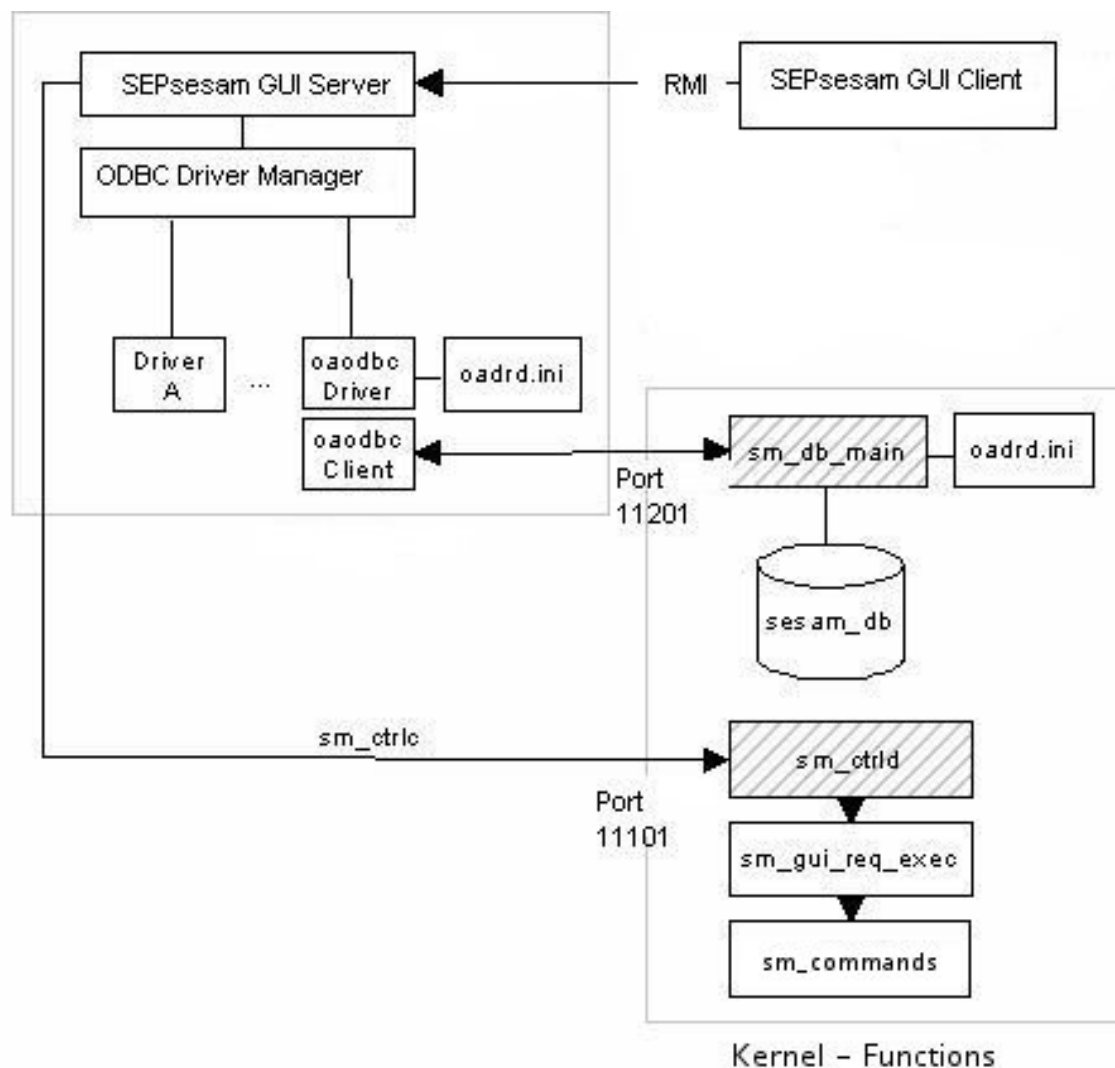 SEPsesam GUI Server
RMI
SEPsesam GUI Client
ODBC Driver Manager
Driver
A
...
oaodbc
Driver
oadrd.ini
oaodbc
Client
Port
11201
sm_db_main
oadrd.ini
sesam_db
sm_ctrlc
Port
11101
sm_ctrld
sm_gui_req_exec
sm_commands
Kernel - Functions